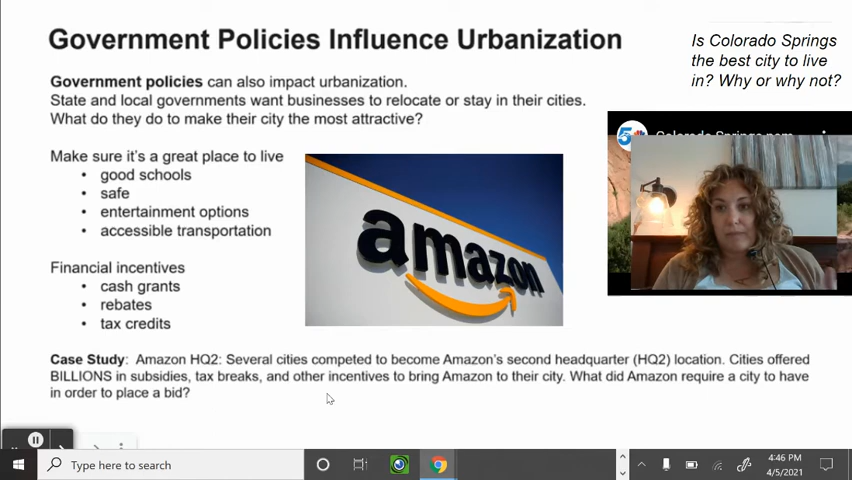 Government Policies Influence Urbanization
Is Colorado Springs
the best city to live
in? Why or why not?
Government policies can also impact urbanization.
State and local governments want businesses to relocate or stay in their cities.
What do they do to make their city the most attractive?
Make sure it's a great place to live
• good schools
• safe
• entertainment options
• accessible transportation
Financial incentives
• cash grants
• rebates
• tax credits
amazon
5
Colorado Springs
Case Study: Amazon HQ2: Several cities competed to become Amazon's second headquarter (HQ2) location. Cities offered
BILLIONS in subsidies, tax breaks, and other incentives to bring Amazon to their city. What did Amazon require a city to have
in order to place a bid?
Type here to search
4:46 PM
4/5/2021